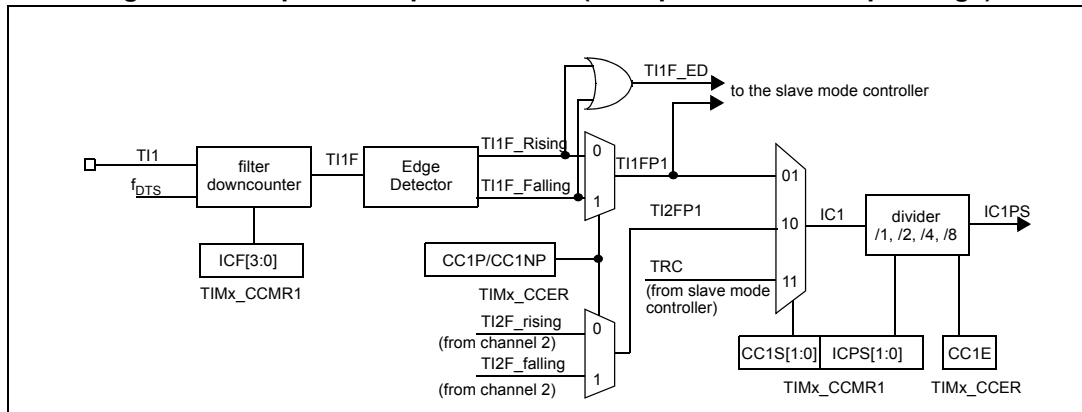 TI1F_ED
to the slave mode controller
TI1
f_DTS
filter
downcounter
TI1F
Edge
Detector
TI1F_Rising
TI1F_Falling
0
1
TI1FP1
TI2FP1
TRC
(from slave mode
controller)
01
10
11
IC1
divider
/1, /2, /4, /8
IC1PS
ICF[3:0]
TIMx_CCMR1
CC1P/CC1NP
TIMx_CCER
TI2F_rising
(from channel 2)
TI2F_falling
(from channel 2)
0
1
CC1S[1:0]
ICPS[1:0]
TIMx_CCMR1
CC1E
TIMx_CCER